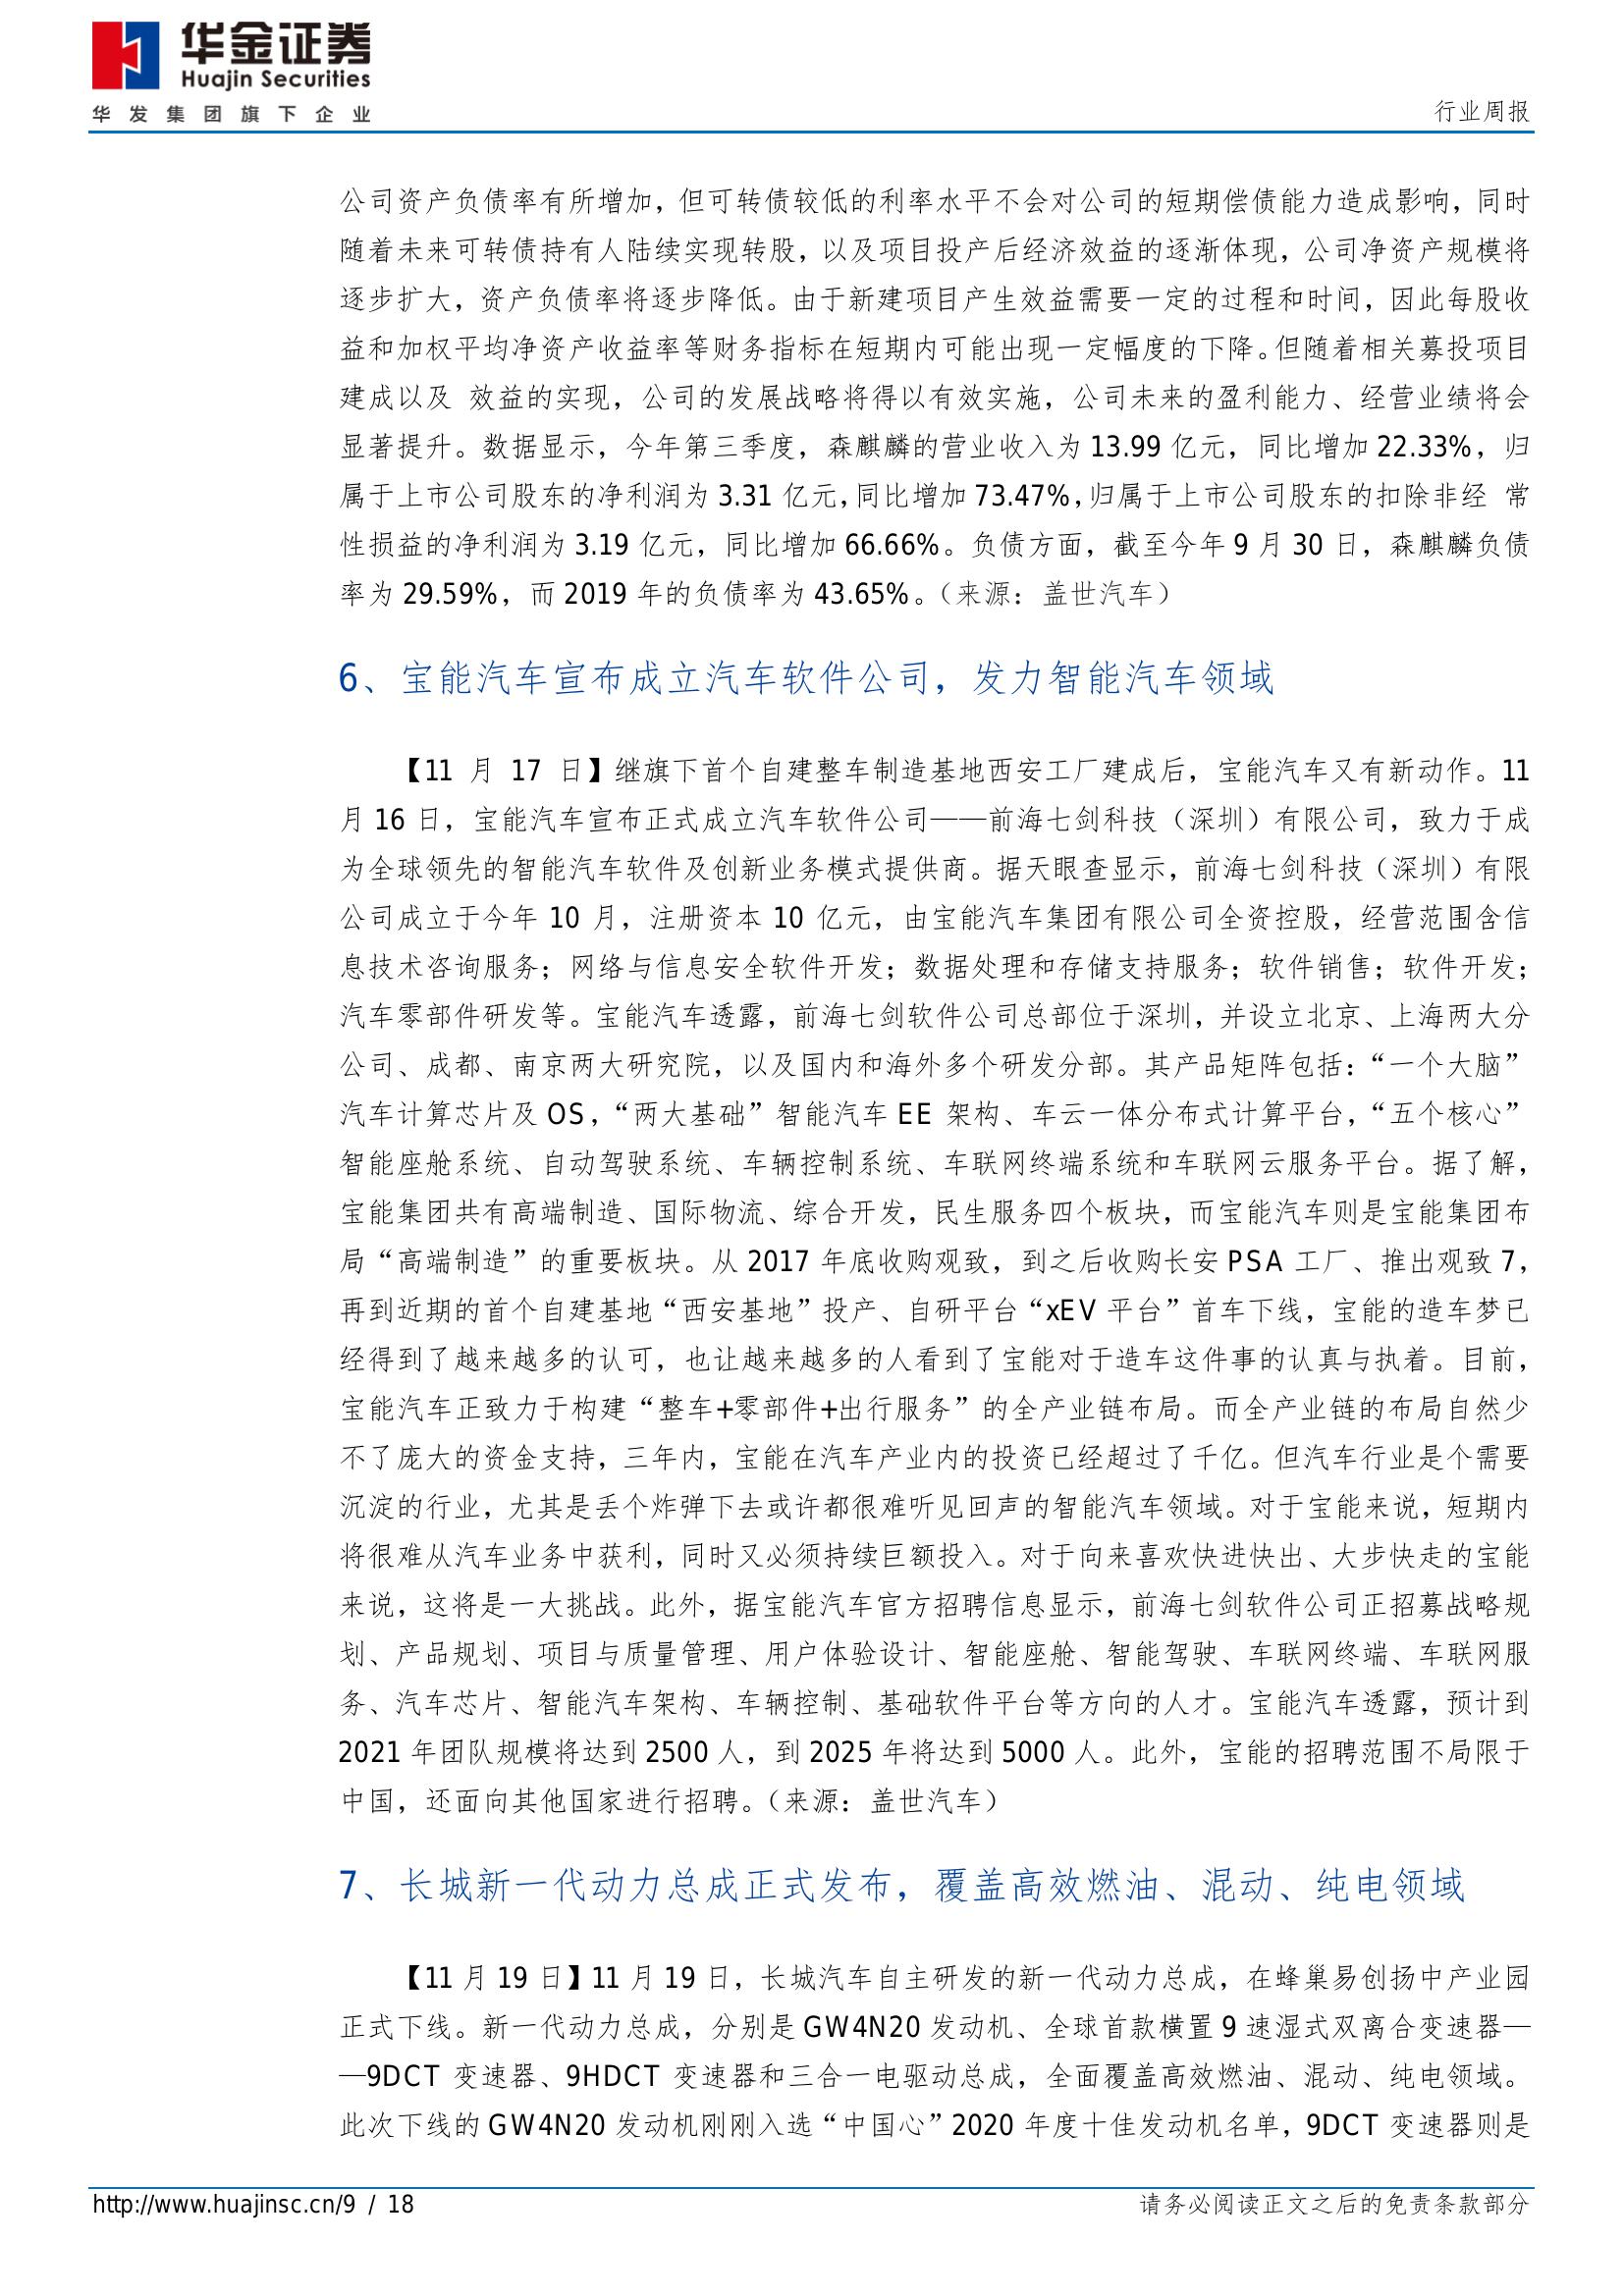 华金证券
Huajin Securities
华发集团旗下企业
行业周报
公司资产负债率有所增加，但可转债较低的利率水平不会对公司的短期偿债能力造成影响，同时
随着未来可转债持有人陆续实现转股，以及项目投产后经济效益的逐渐体现，公司净资产规模将
逐步扩大，资产负债率将逐步降低。由于新建项目产生效益需要一定的过程和时间，因此每股收
益和加权平均净资产收益率等财务指标在短期内可能出现一定幅度的下降。但随着相关募投项目
建成以及 效益的实现，公司的发展战略将得以有效实施，公司未来的盈利能力、经营业绩将会
显著提升。数据显示，今年第三季度，森麒麟的营业收入为 13.99 亿元，同比增加 22.33%，归
属于上市公司股东的净利润为 3.31 亿元，同比增加 73.47%，归属于上市公司股东的扣除非经 常
性损益的净利润为 3.19 亿元，同比增加 66.66%。负债方面，截至今年 9 月 30 日，森麒麟负债
率为 29.59%，而 2019 年的负债率为 43.65%。（来源：盖世汽车）
6、宝能汽车宣布成立汽车软件公司，发力智能汽车领域
【11 月 17 日】继旗下首个自建整车制造基地西安工厂建成后，宝能汽车又有新动作。11
月 16 日，宝能汽车宣布正式成立汽车软件公司——前海七剑科技（深圳）有限公司，致力于成
为全球领先的智能汽车软件及创新业务模式提供商。据天眼查显示，前海七剑科技（深圳）有限
公司成立于今年 10 月，注册资本 10 亿元，由宝能汽车集团有限公司全资控股，经营范围含信
息技术咨询服务；网络与信息安全软件开发；数据处理和存储支持服务；软件销售；软件开发；
汽车零部件研发等。宝能汽车透露，前海七剑软件公司总部位于深圳，并设立北京、上海两大分
公司、成都、南京两大研究院，以及国内和海外多个研发分部。其产品矩阵包括：“一个大脑”
汽车计算芯片及 OS，“两大基础”智能汽车 EE 架构、车云一体分布式计算平台，“五个核心”
智能座舱系统、自动驾驶系统、车辆控制系统、车联网终端系统和车联网云服务平台。据了解，
宝能集团共有高端制造、国际物流、综合开发，民生服务四个板块，而宝能汽车则是宝能集团布
局“高端制造”的重要板块。从 2017 年底收购观致，到之后收购长安 PSA 工厂、推出观致 7，
再到近期的首个自建基地“西安基地”投产、自研平台“xEV 平台”首车下线，宝能的造车梦已
经得到了越来越多的认可，也让越来越多的人看到了宝能对于造车这件事的认真与执着。目前，
宝能汽车正致力于构建“整车+零部件+出行服务”的全产业链布局。而全产业链的布局自然少
不了庞大的资金支持，三年内，宝能在汽车产业内的投资已经超过了千亿。但汽车行业是个需要
沉淀的行业，尤其是丢个炸弹下去或许都很难听见回声的智能汽车领域。对于宝能来说，短期内
将很难从汽车业务中获利，同时又必须持续巨额投入。对于向来喜欢快进快出、大步快走的宝能
来说，这将是一大挑战。此外，据宝能汽车官方招聘信息显示，前海七剑软件公司正招募战略规
划、产品规划、项目与质量管理、用户体验设计、智能座舱、智能驾驶、车联网终端、车联网服
务、汽车芯片、智能汽车架构、车辆控制、基础软件平台等方向的人才。宝能汽车透露，预计到
2021 年团队规模将达到 2500 人，到 2025 年将达到 5000 人。此外，宝能的招聘范围不局限于
中国，还面向其他国家进行招聘。（来源：盖世汽车）
7、长城新一代动力总成正式发布，覆盖高效燃油、混动、纯电领域
【11 月 19 日】11 月 19 日，长城汽车自主研发的新一代动力总成，在蜂巢易创扬中产业园
正式下线。新一代动力总成，分别是 GW4N20 发动机、全球首款横置 9 速湿式双离合变速器—
—9DCT 变速器、9HDCT 变速器和三合一电驱动总成，全面覆盖高效燃油、混动、纯电领域。
此次下线的 GW4N20 发动机刚刚入选“中国心”2020 年度十佳发动机名单，9DCT 变速器则是
http://www.huajinsc.cn/9 / 18
请务必阅读正文之后的免责条款部分